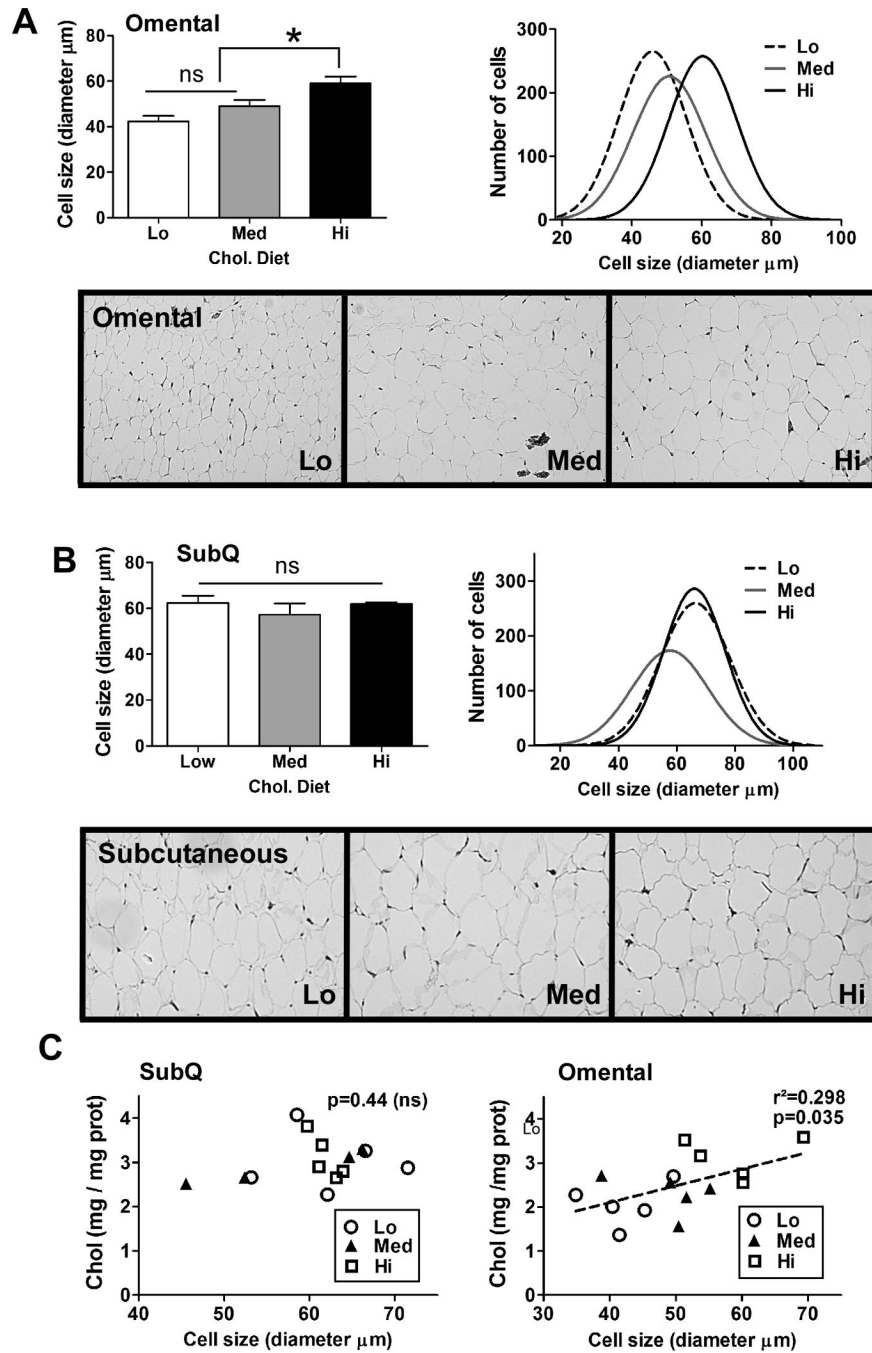 A
Omental
Cell size (diameter μm)
80
60
40
20
0
ns
*
Lo
Med
Hi
Chol. Diet
Number of cells
300
200
100
0
Lo
Med
Hi
20
40
60
80
100
Cell size (diameter μm)
Omental
Lo
Med
Hi
B
SubQ
Cell size (diameter μm)
80
60
40
20
0
ns
Low
Med
Hi
Chol. Diet
Number of cells
300
200
100
0
Lo
Med
Hi
20
40
60
80
100
Cell size (diameter μm)
Subcutaneous
Lo
Med
Hi
C
SubQ
p=0.44 (ns)
Chol (mg / mg prot)
4
3
2
1
0
Lo
Med
Hi
40
50
60
70
Cell size (diameter μm)
Omental
r²=0.298
p=0.035
Chol (mg /mg prot)
4
Lo
3
2
1
0
Lo
Med
Hi
30
40
50
60
70
Cell size (diameter μm)